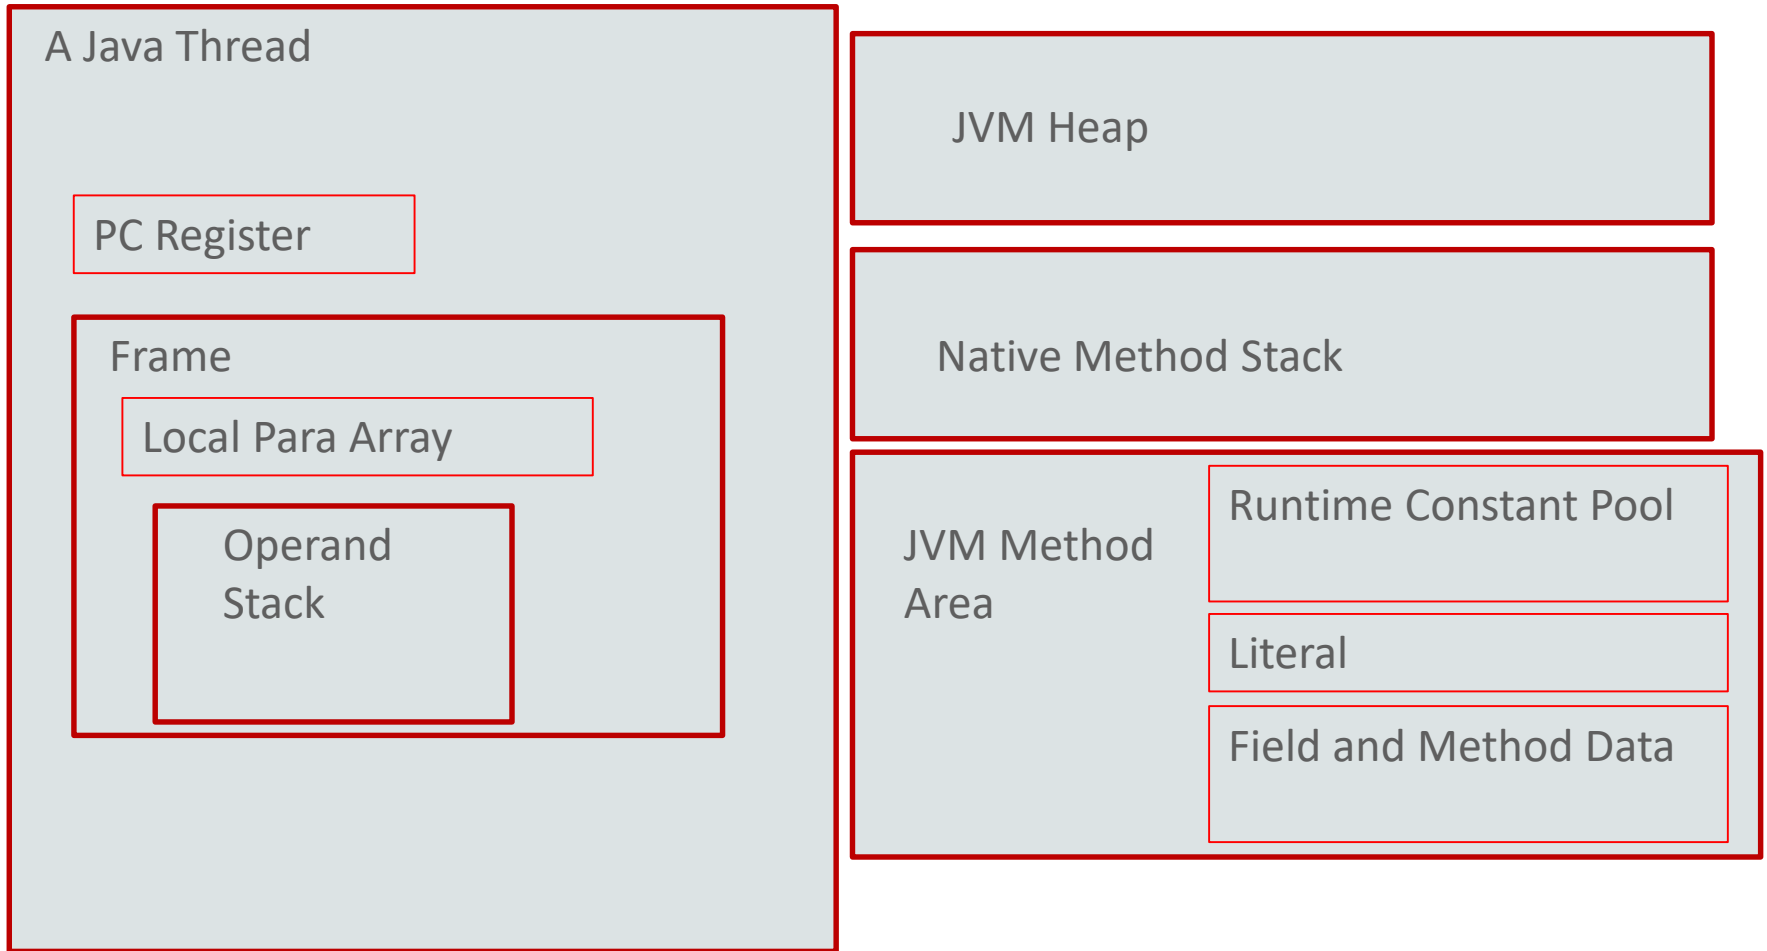 A Java Thread
PC Register
Frame
Local Para Array
Operand
Stack
JVM Heap
Native Method Stack
JVM Method
Area
Runtime Constant Pool
Literal
Field and Method Data